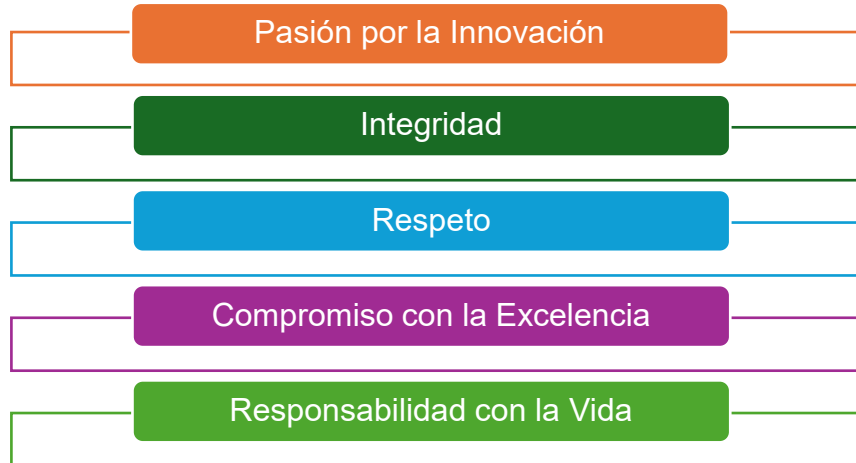 Pasión por la Innovación
Integridad
Respeto
Compromiso con la Excelencia
Responsabilidad con la Vida